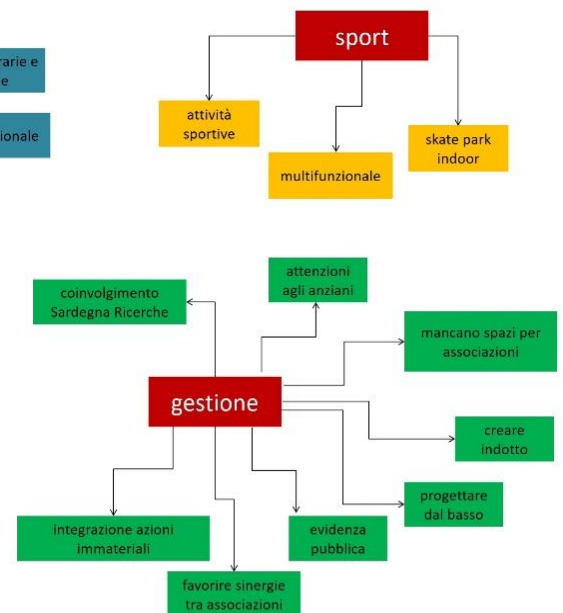 e
sport
attività
sportive
multifunzionale
skate park
indoor
coinvolgimento
Sardegna Ricerche
attenzioni
agli anziani
mancano spazi per
associazioni
gestione
creare
indotto
progettare
dal basso
integrazione azioni
immateriali
evidenza
pubblica
favorire sinergie
tra associazioni